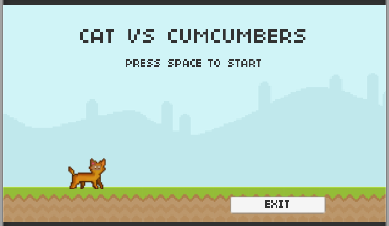 CAT VS CUMCUMBERS
PRESS SPACE TO START
EXIT